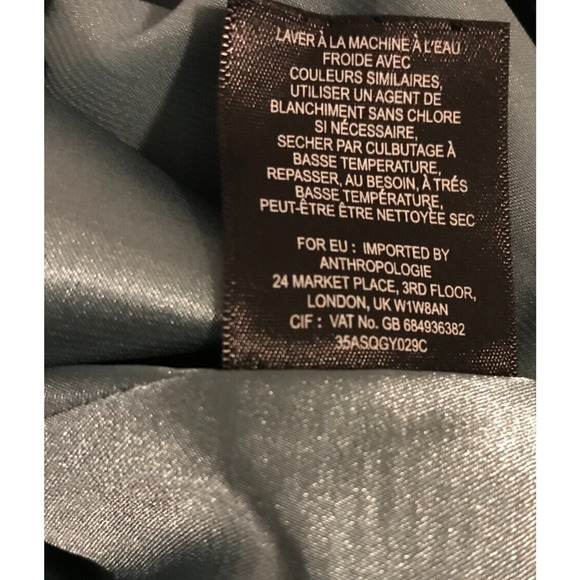 LAVER À LA MACHINE À L'EAU
FROIDE AVEC
COULEURS SIMILAIRES,
UTILISER UN AGENT DE
BLANCHIMENT SANS CHLORE
SI NÉCESSAIRE,
SECHER PAR CULBUTAGE À
BASSE TEMPERATURE,
REPASSER, AU BESOIN, À TRÉS
BASSE TEMPÉRATURE,
PEUT-ÊTRE ÊTRE NETTOYEE SEC
FOR EU : IMPORTED BY
ANTHROPOLOGIE
24 MARKET PLACE, 3RD FLOOR,
LONDON, UK W1W8AN
CIF : VAT No. GB 684936382
35ASQGY029C